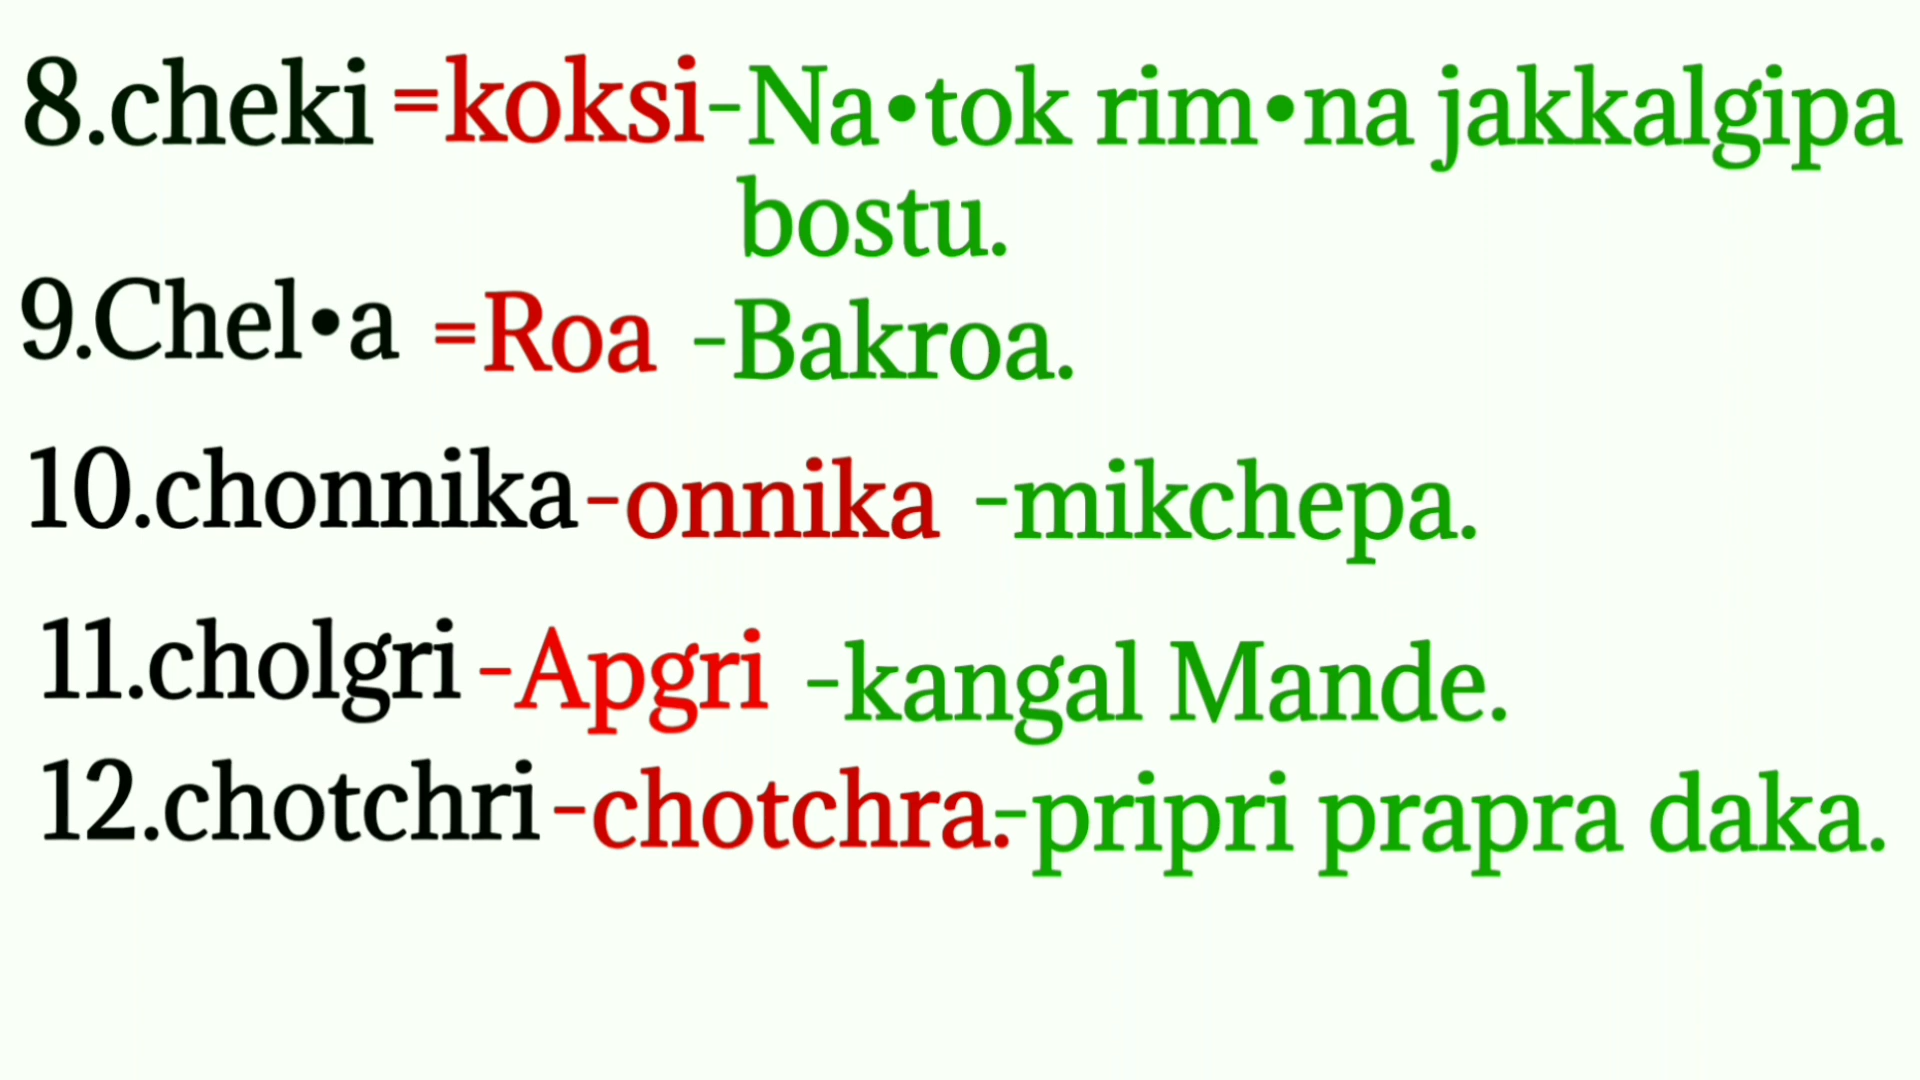 8.cheki =koksi-Na•tok rim•na jakkalgipa
bostu.
9.Chel•a =Roa -Bakroa.
10.chonnika-onnika -mikchepa.
11.cholgri -Apgri -kangal Mande.
12.chotchri -chotchra.-pripri prapra daka.